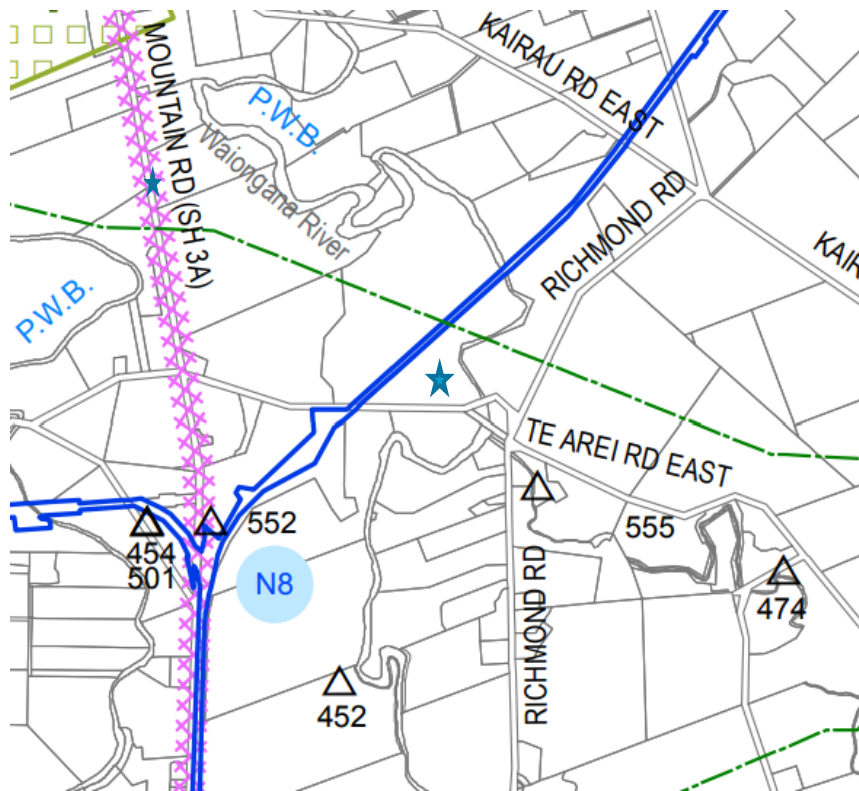 KAIRAU RD EAST
MOUNTAIN RD (SH 3A)
P.W.B.
Waiongana River
RICHMOND RD
KAIR
P.W.B.
TE AREI RD EAST
552
555
454
501
N8
474
RICHMOND RD
452